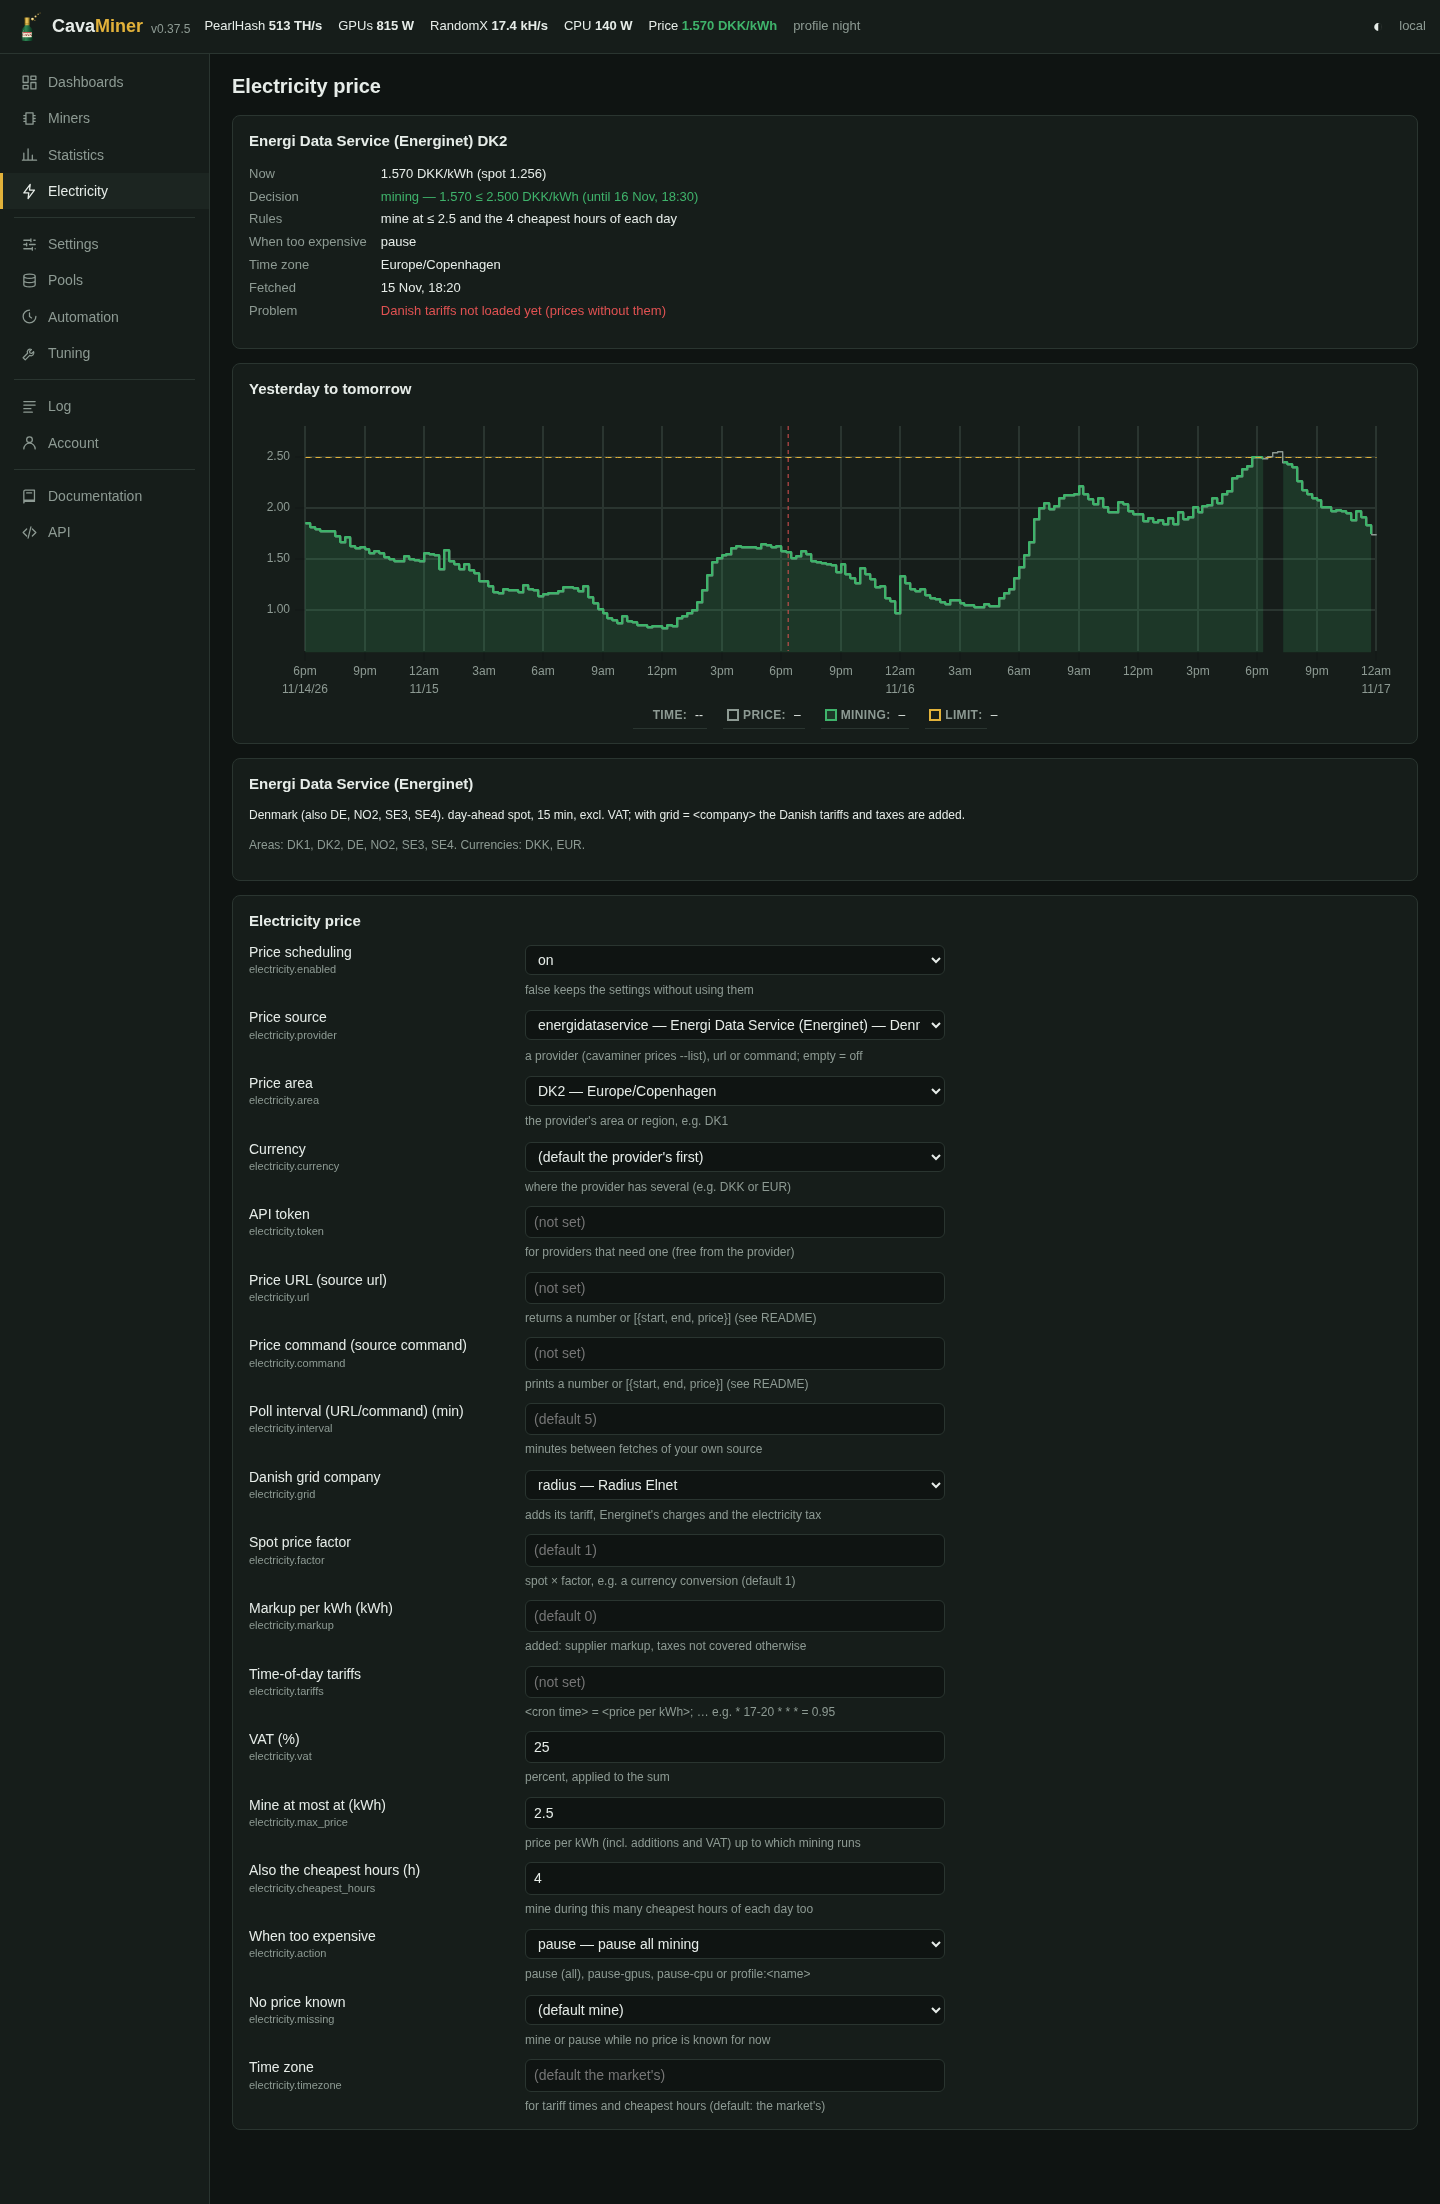 CavaMiner v0.37.5 PearlHash 513 TH/s GPUs 815 W RandomX 17.4 kH/s CPU 140 W Price 1.570 DKK/kWh profile night local
Dashboards
Miners
Statistics
Electricity
Settings
Pools
Automation
Tuning
Log
Account
Documentation
API
Electricity price
Energi Data Service (Energinet) DK2
Now 1.570 DKK/kWh (spot 1.256)
Decision mining — 1.570 ≤ 2.500 DKK/kWh (until 16 Nov, 18:30)
Rules mine at ≤ 2.5 and the 4 cheapest hours of each day
When too expensive pause
Time zone Europe/Copenhagen
Fetched 15 Nov, 18:20
Problem Danish tariffs not loaded yet (prices without them)
Yesterday to tomorrow
2.50
2.00
1.50
1.00
6pm 9pm 12am 3am 6am 9am 12pm 3pm 6pm 9pm 12am 3am 6am 9am 12pm 3pm 6pm 9pm 12am
11/14/26 11/15 11/16 11/17
TIME: -- PRICE: – MINING: – LIMIT: –
Energi Data Service (Energinet)
Denmark (also DE, NO2, SE3, SE4). day-ahead spot, 15 min, excl. VAT; with grid = <company> the Danish tariffs and taxes are added.
Areas: DK1, DK2, DE, NO2, SE3, SE4. Currencies: DKK, EUR.
Electricity price
Price scheduling
electricity.enabled
on
false keeps the settings without using them
Price source
electricity.provider
energidataservice — Energi Data Service (Energinet) — Denr
a provider (cavaminer prices --list), url or command; empty = off
Price area
electricity.area
DK2 — Europe/Copenhagen
the provider's area or region, e.g. DK1
Currency
electricity.currency
(default the provider's first)
where the provider has several (e.g. DKK or EUR)
API token
electricity.token
(not set)
for providers that need one (free from the provider)
Price URL (source url)
electricity.url
(not set)
returns a number or [{start, end, price}] (see README)
Price command (source command)
electricity.command
(not set)
prints a number or [{start, end, price}] (see README)
Poll interval (URL/command) (min)
electricity.interval
(default 5)
minutes between fetches of your own source
Danish grid company
electricity.grid
radius — Radius Elnet
adds its tariff, Energinet's charges and the electricity tax
Spot price factor
electricity.factor
(default 1)
spot × factor, e.g. a currency conversion (default 1)
Markup per kWh (kWh)
electricity.markup
(default 0)
added: supplier markup, taxes not covered otherwise
Time-of-day tariffs
electricity.tariffs
(not set)
<cron time> = <price per kWh>; … e.g. * 17-20 * * * = 0.95
VAT (%)
electricity.vat
25
percent, applied to the sum
Mine at most at (kWh)
electricity.max_price
2.5
price per kWh (incl. additions and VAT) up to which mining runs
Also the cheapest hours (h)
electricity.cheapest_hours
4
mine during this many cheapest hours of each day too
When too expensive
electricity.action
pause — pause all mining
pause (all), pause-gpus, pause-cpu or profile:<name>
No price known
electricity.missing
(default mine)
mine or pause while no price is known for now
Time zone
electricity.timezone
(default the market's)
for tariff times and cheapest hours (default: the market's)